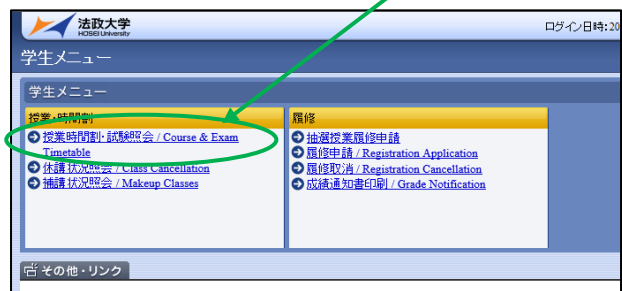 法政大学
HOSEI University
ログイン日時:20
学生メニュー
学生メニュー
授業・時間割
授業時間割・試験照会 / Course & Exam
Timetable
休講状況照会 / Class Cancellation
補講状況照会 / Makeup Classes
履修
抽選授業履修申請
履修申請 / Registration Application
履修取消 / Registration Cancellation
成績通知書印刷 / Grade Notification
その他・リンク